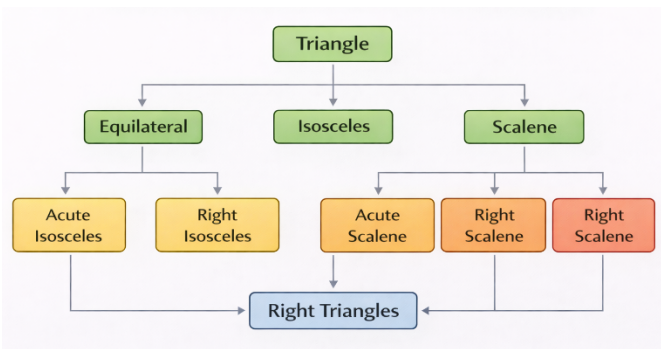 Triangle
Equilateral
Isosceles
Scalene
Acute
Isosceles
Right
Isosceles
Acute
Scalene
Right
Scalene
Right
Scalene
Right Triangles